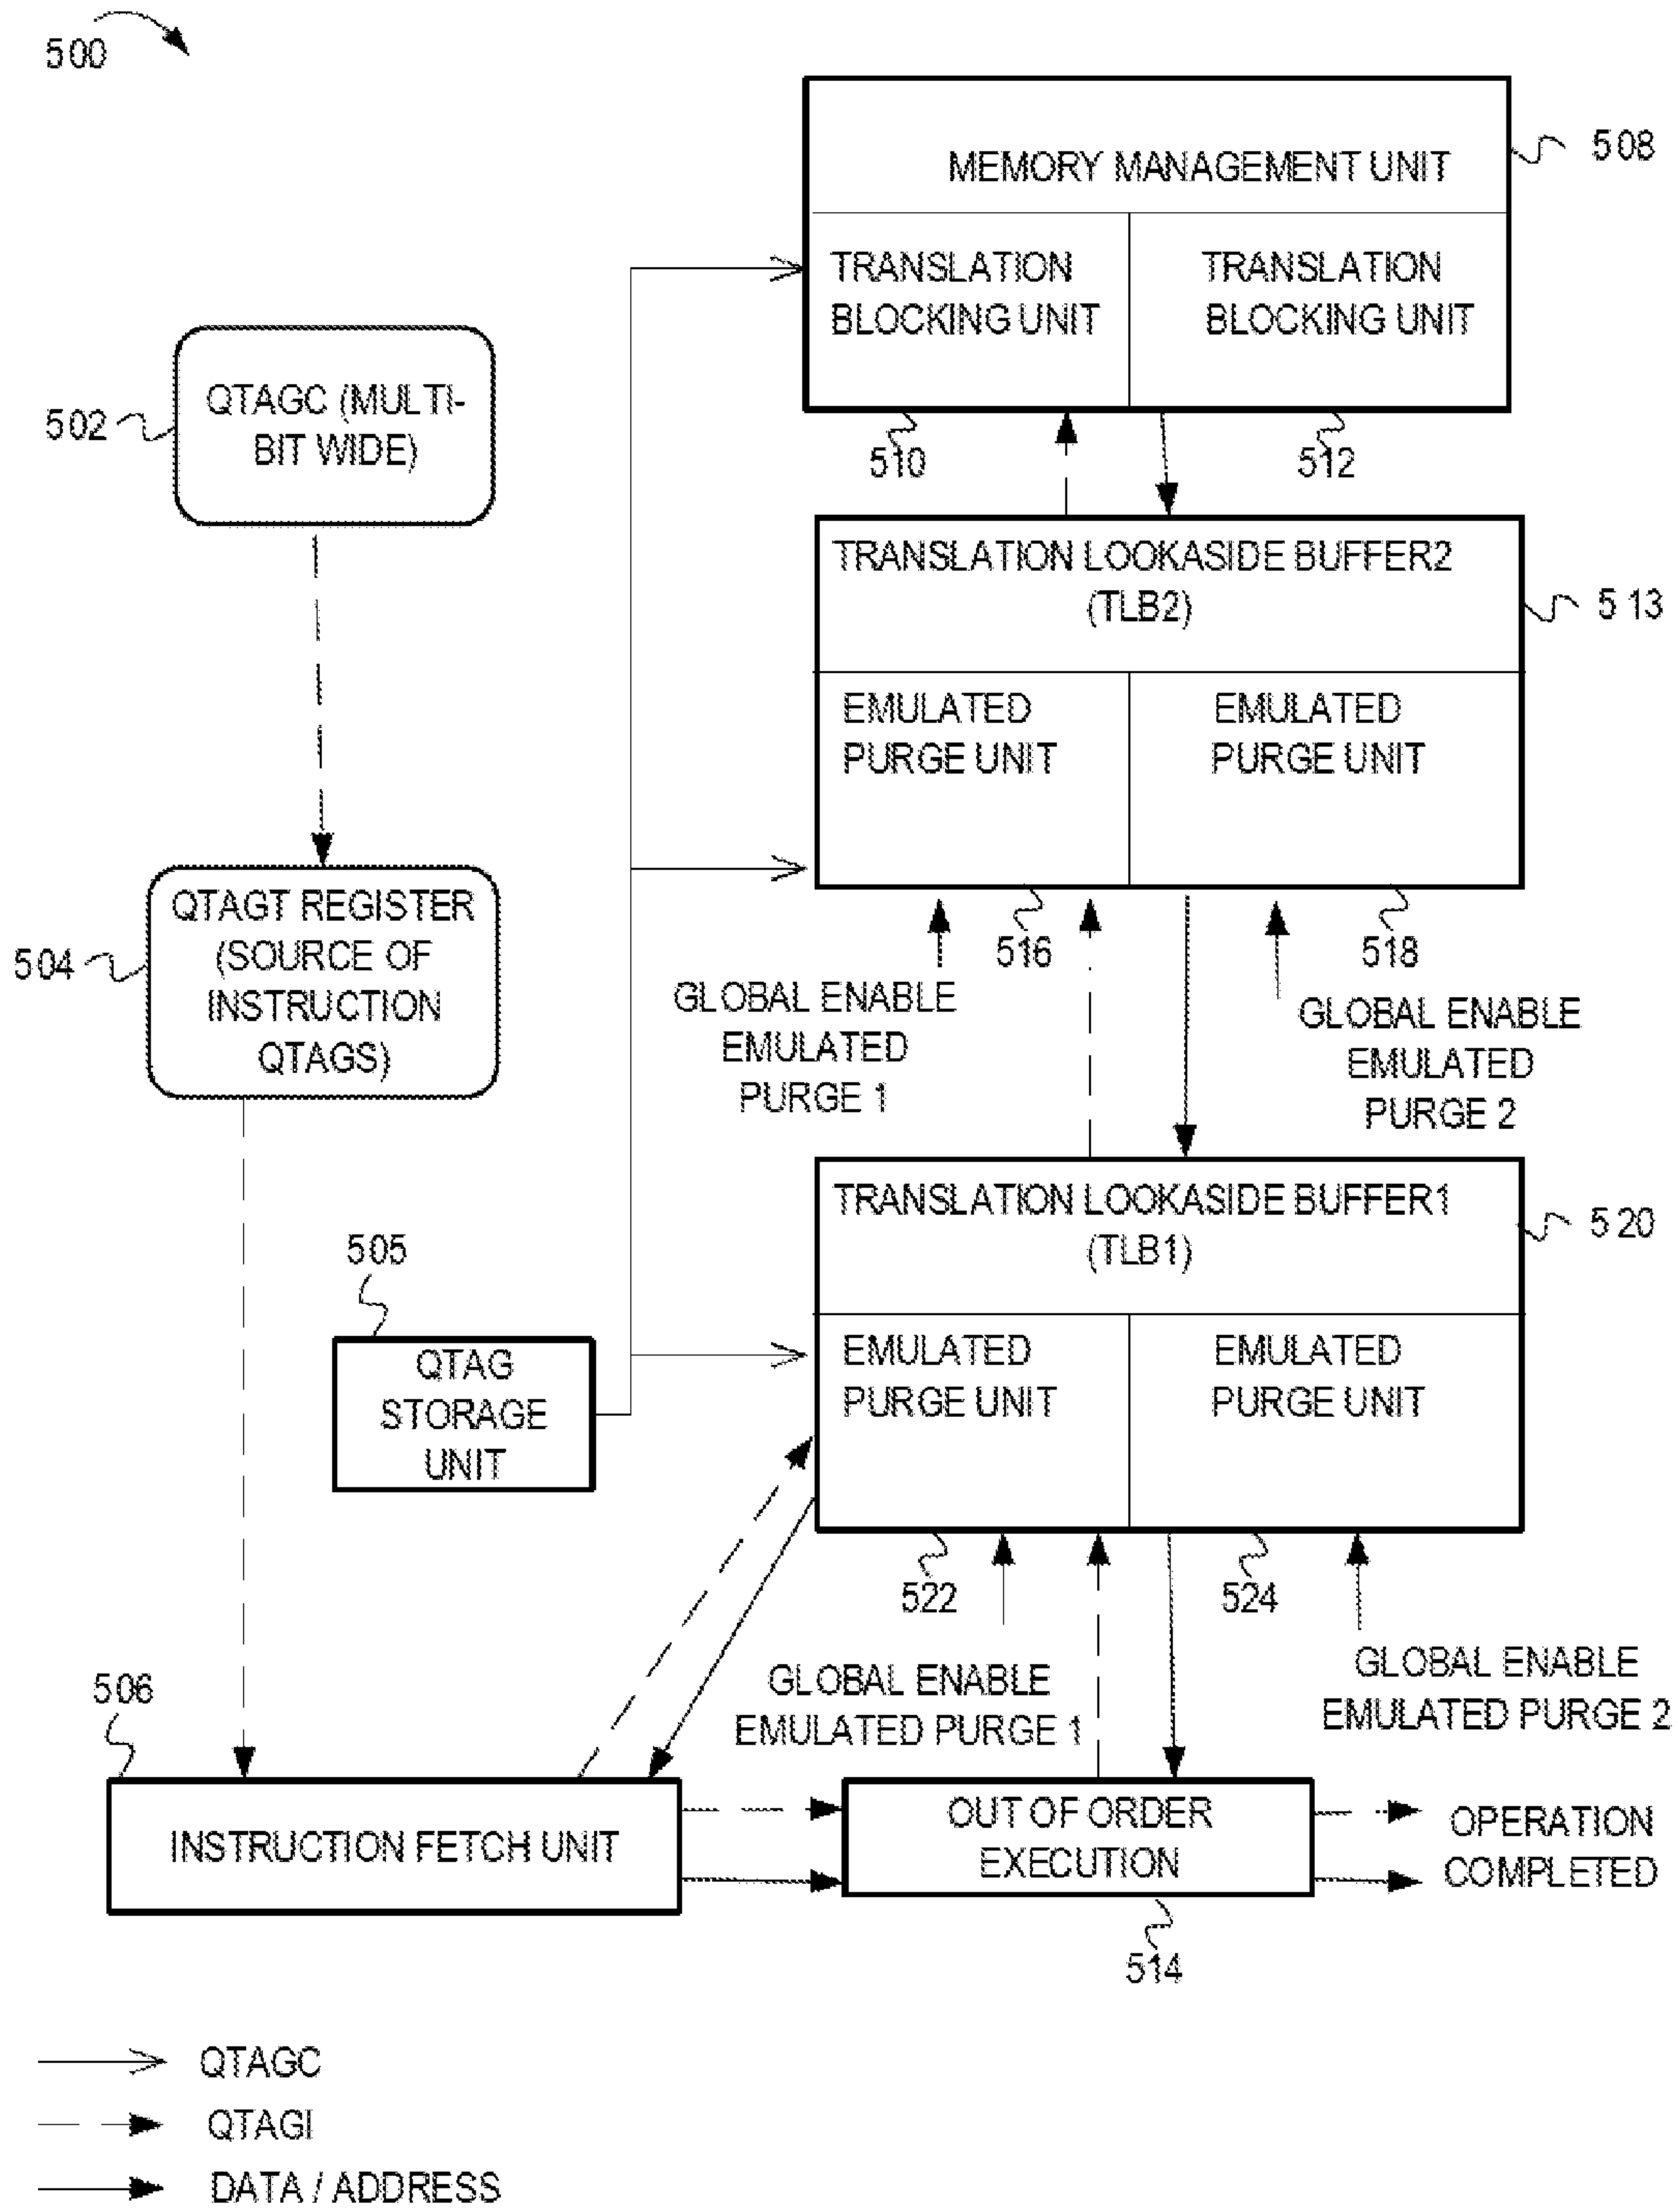 500
MEMORY MANAGEMENT UNIT
508
TRANSLATION
BLOCKING UNIT
TRANSLATION
BLOCKING UNIT
510
512
QTAGC (MULTI-
BIT WIDE)
502
TRANSLATION LOOKASIDE BUFFER2
(TLB2)
513
EMULATED
PURGE UNIT
EMULATED
PURGE UNIT
516
518
QTAGT REGISTER
(SOURCE OF
INSTRUCTION
QTAGS)
504
GLOBAL ENABLE
EMULATED
PURGE 1
GLOBAL ENABLE
EMULATED
PURGE 2
TRANSLATION LOOKASIDE BUFFER1
(TLB1)
520
505
QTAG
STORAGE
UNIT
EMULATED
PURGE UNIT
EMULATED
PURGE UNIT
522
524
GLOBAL ENABLE
EMULATED PURGE 1
GLOBAL ENABLE
EMULATED PURGE 2
506
INSTRUCTION FETCH UNIT
OUT OF ORDER
EXECUTION
514
OPERATION
COMPLETED
QTAGC
QTAGI
DATA / ADDRESS